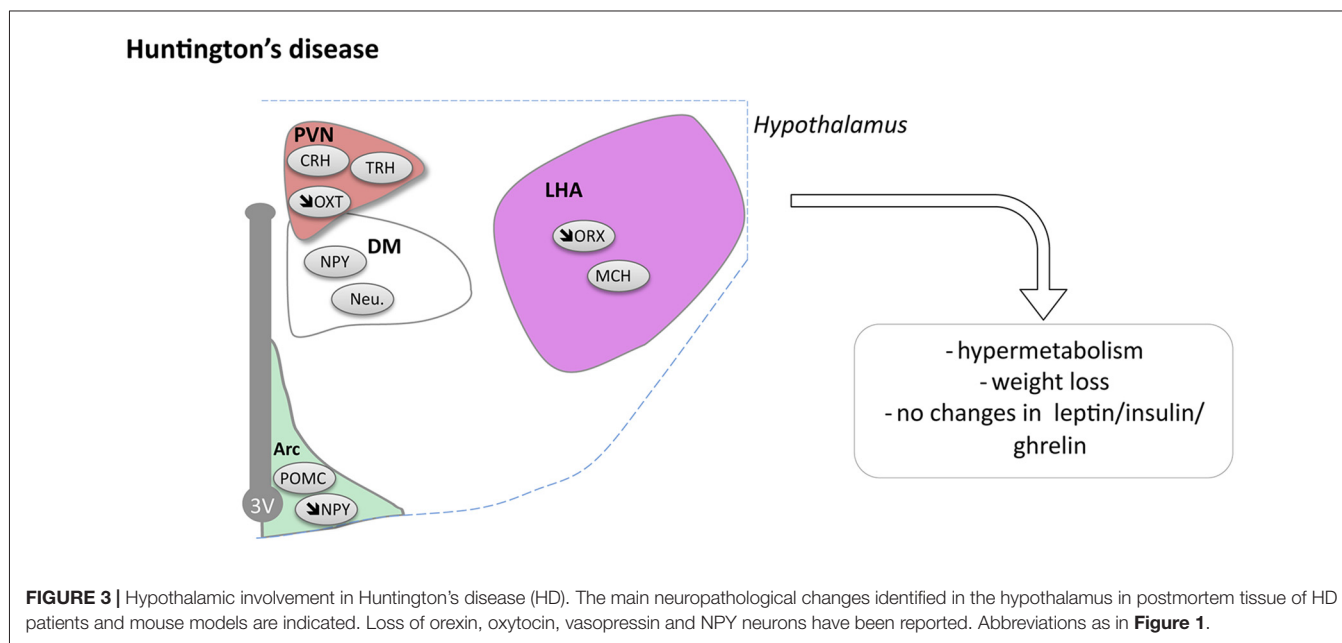 Huntington's disease
Hypothalamus
PVN
CRH
TRH
↘OXT
DM
NPY
Neu.
LHA
↘ORX
MCH
Arc
POMC
↘NPY
3V
- hypermetabolism
- weight loss
- no changes in leptin/insulin/
ghrelin
FIGURE 3 | Hypothalamic involvement in Huntington's disease (HD). The main neuropathological changes identified in the hypothalamus in postmortem tissue of HD
patients and mouse models are indicated. Loss of orexin, oxytocin, vasopressin and NPY neurons have been reported. Abbreviations as in Figure 1.